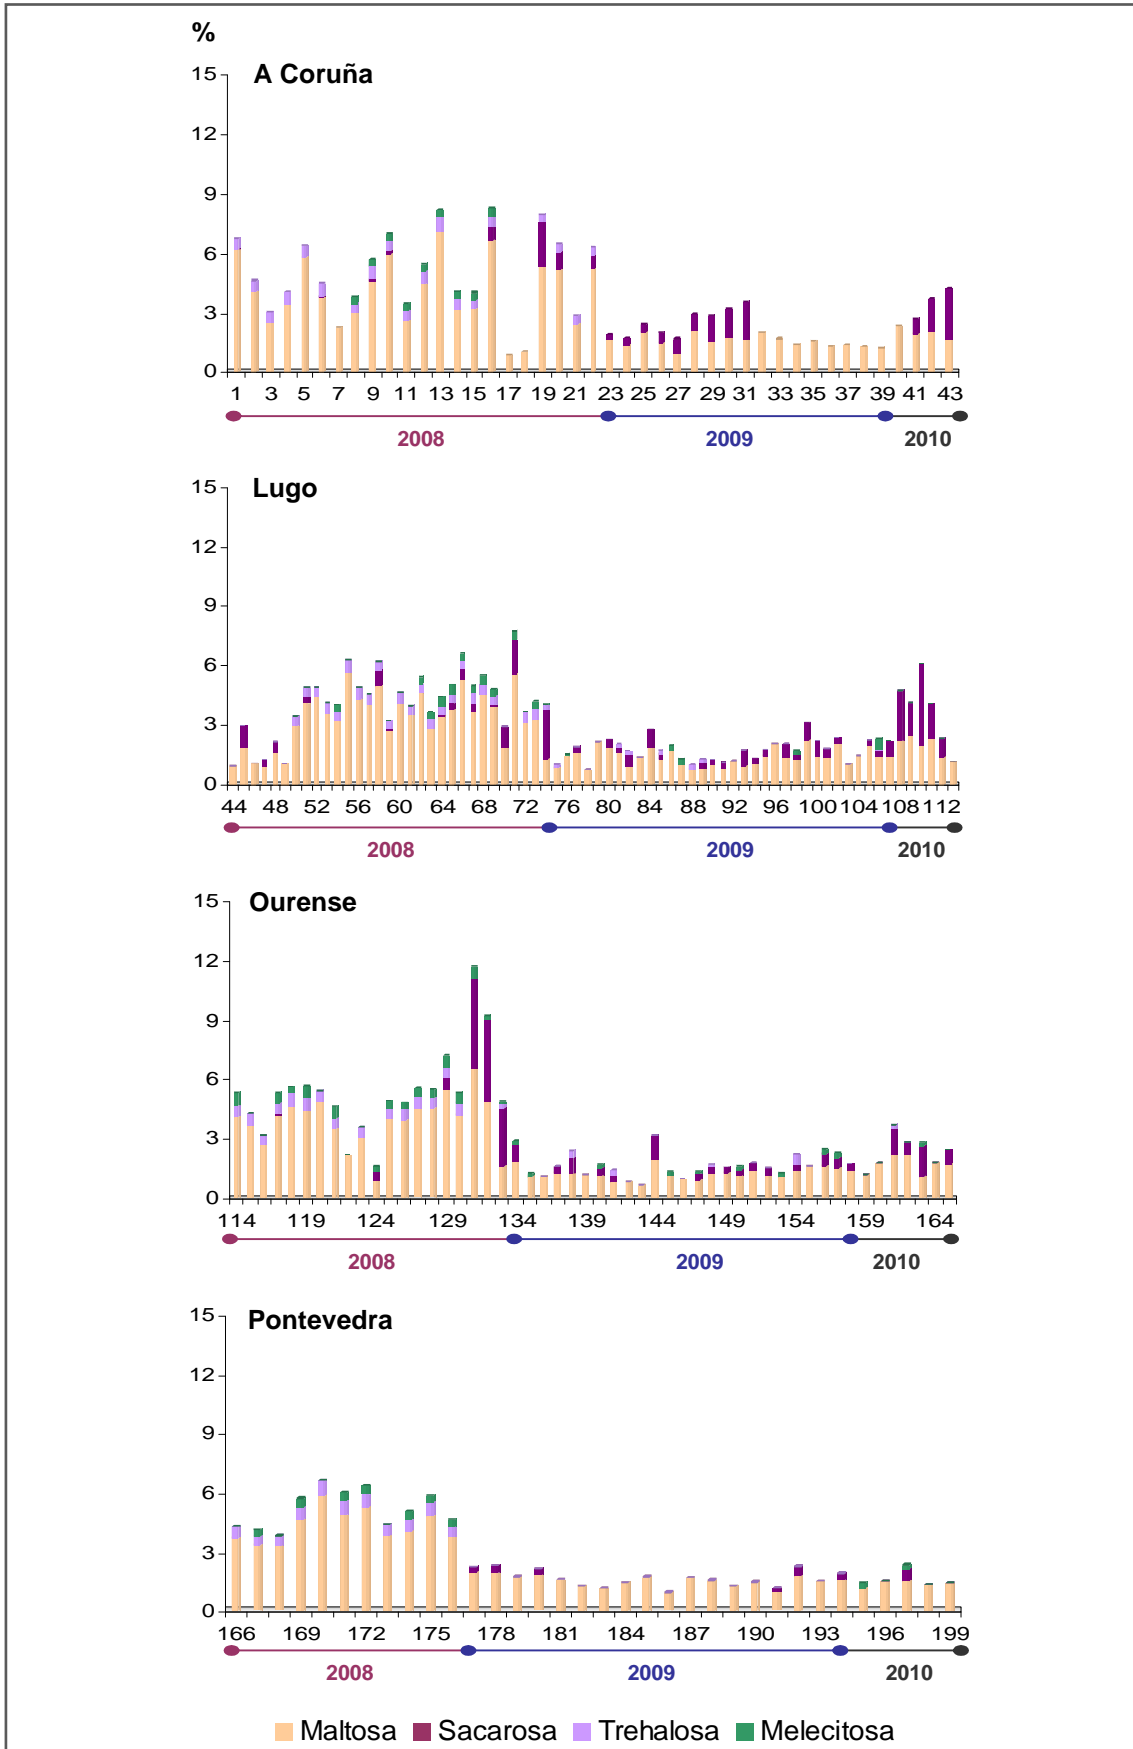 %
A Coruña
15
12
9
6
3
0
1 3 5 7 9 11 13 15 17 19 21 23 25 27 29 31 33 35 37 39 41 43
2008 2009 2010
Lugo
15
12
9
6
3
0
44 48 52 56 60 64 68 72 76 80 84 88 92 96 100 104 108 112
2008 2009 2010
Ourense
15
12
9
6
3
0
114 119 124 129 134 139 144 149 154 159 164
2008 2009 2010
Pontevedra
15
12
9
6
3
0
166 169 172 175 178 181 184 187 190 193 196 199
2008 2009 2010
Maltosa Sacarosa Trehalosa Melecitosa